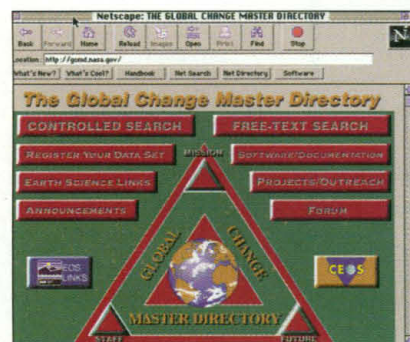 Netscape: THE GLOBAL CHANGE MASTER DIRECTORY
Back Forward Home Reload Images Open Print Find Stop
N
Location: http://gcmd.nasa.gov/
What's New? What's Cool? Handbook Net Search Net Directory Software
The Global Change Master Directory
CONTROLLED SEARCH FREE-TEXT SEARCH
REGISTER YOUR DATA SET MISSION SOFTWARE/DOCUMENTATION
EARTH SCIENCE LINKS PROJECTS/OUTREACH
ANNOUNCEMENTS FORUM
GLOBAL CHANGE
EOS LINKS CEOS
MASTER DIRECTORY
STAFF FUTURE